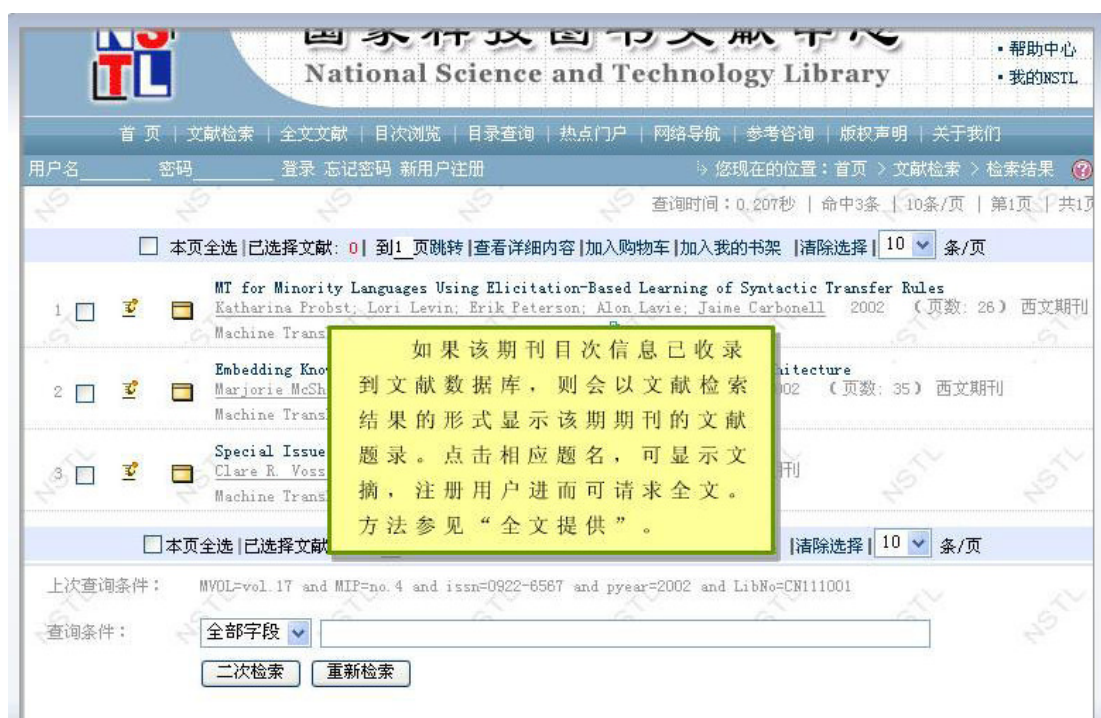 NSTL
国家科技图书文献中心
• 帮助中心
National Science and Technology Library
• 我的NSTL
首 页 | 文献检索 | 全文文献 | 目次浏览 | 目录查询 | 热点门户 | 网络导航 | 参考咨询 | 版权声明 | 关于我们
用户名 密码 登录 忘记密码 新用户注册 您现在的位置：首页 > 文献检索 > 检索结果
查询时间：0.207秒 | 命中3条 | 10条/页 | 第1页 | 共1页
本页全选 |已选择文献: 0| 到1 页跳转 |查看详细内容 |加入购物车 |加入我的书架 |清除选择 | 10 条/页
MT for Minority Languages Using Elicitation-Based Learning of Syntactic Transfer Rules
1 Katharina Probst; Lori Levin; Erik Peterson; Alon Lavie; Jaime Carbonell 2002 （页数: 26） 西文期刊
Machine Trans
Embedding Kno
2 Marjorie McSh 02 （页数: 35） 西文期刊
Machine Trans
Special Issue
3 Clare R. Voss 刊
Machine Trans
如果该期刊目次信息已收录
到文献数据库，则会以文献检索
结果的形式显示该期期刊的文献
题录。点击相应题名，可显示文
摘，注册用户进而可请求全文。
方法参见“全文提供”。
本页全选 |已选择文献 |清除选择 | 10 条/页
上次查询条件： MVOL=vol.17 and MIP=no.4 and issn=0922-6567 and pyear=2002 and LibNo=CN111001
查询条件： 全部字段
二次检索 重新检索